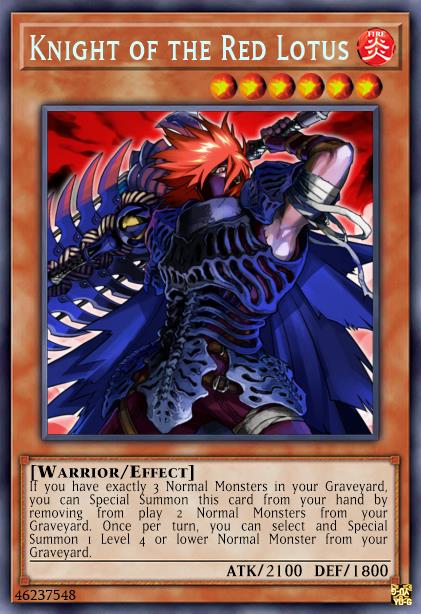 Knight of the Red Lotus
FIRE
炎
[Warrior/Effect]
If you have exactly 3 Normal Monsters in your Graveyard,
you can Special Summon this card from your hand by
removing from play 2 Normal Monsters from your
Graveyard. Once per turn, you can select and Special
Summon 1 Level 4 or lower Normal Monster from your
Graveyard.
ATK/2100 DEF/1800
46237548